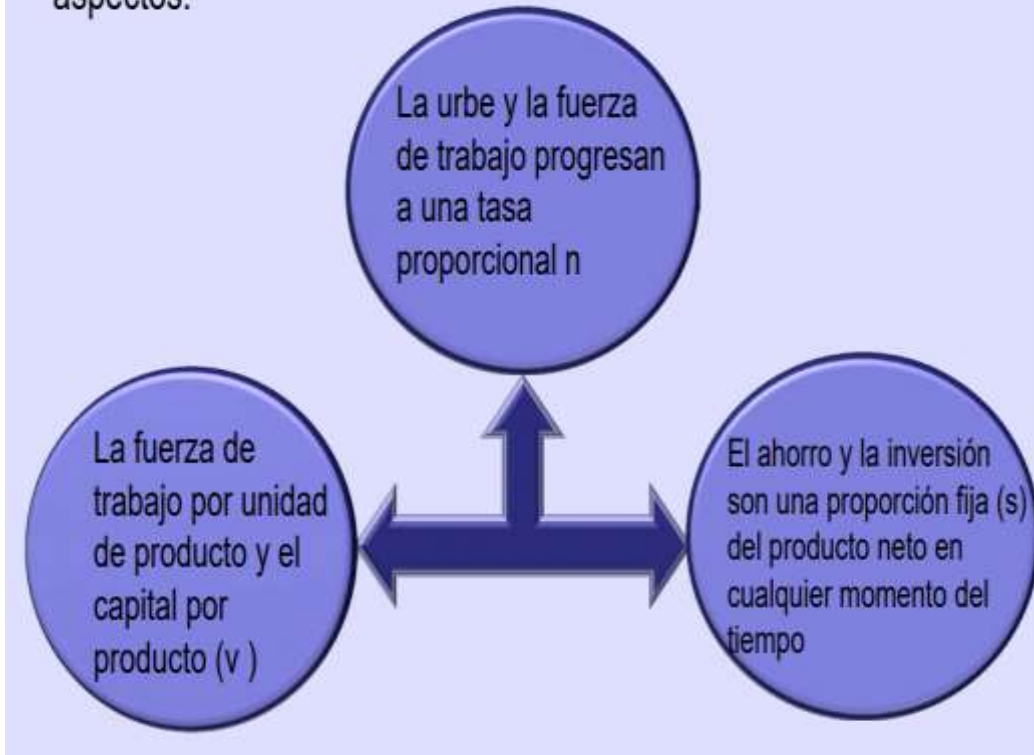 aspectos:
La urbe y la fuerza
de trabajo progresan
a una tasa
proporcional n
La fuerza de
trabajo por unidad
de producto y el
capital por
producto (v )
El ahorro y la inversión
son una proporción fija (s)
del producto neto en
cualquier momento del
tiempo